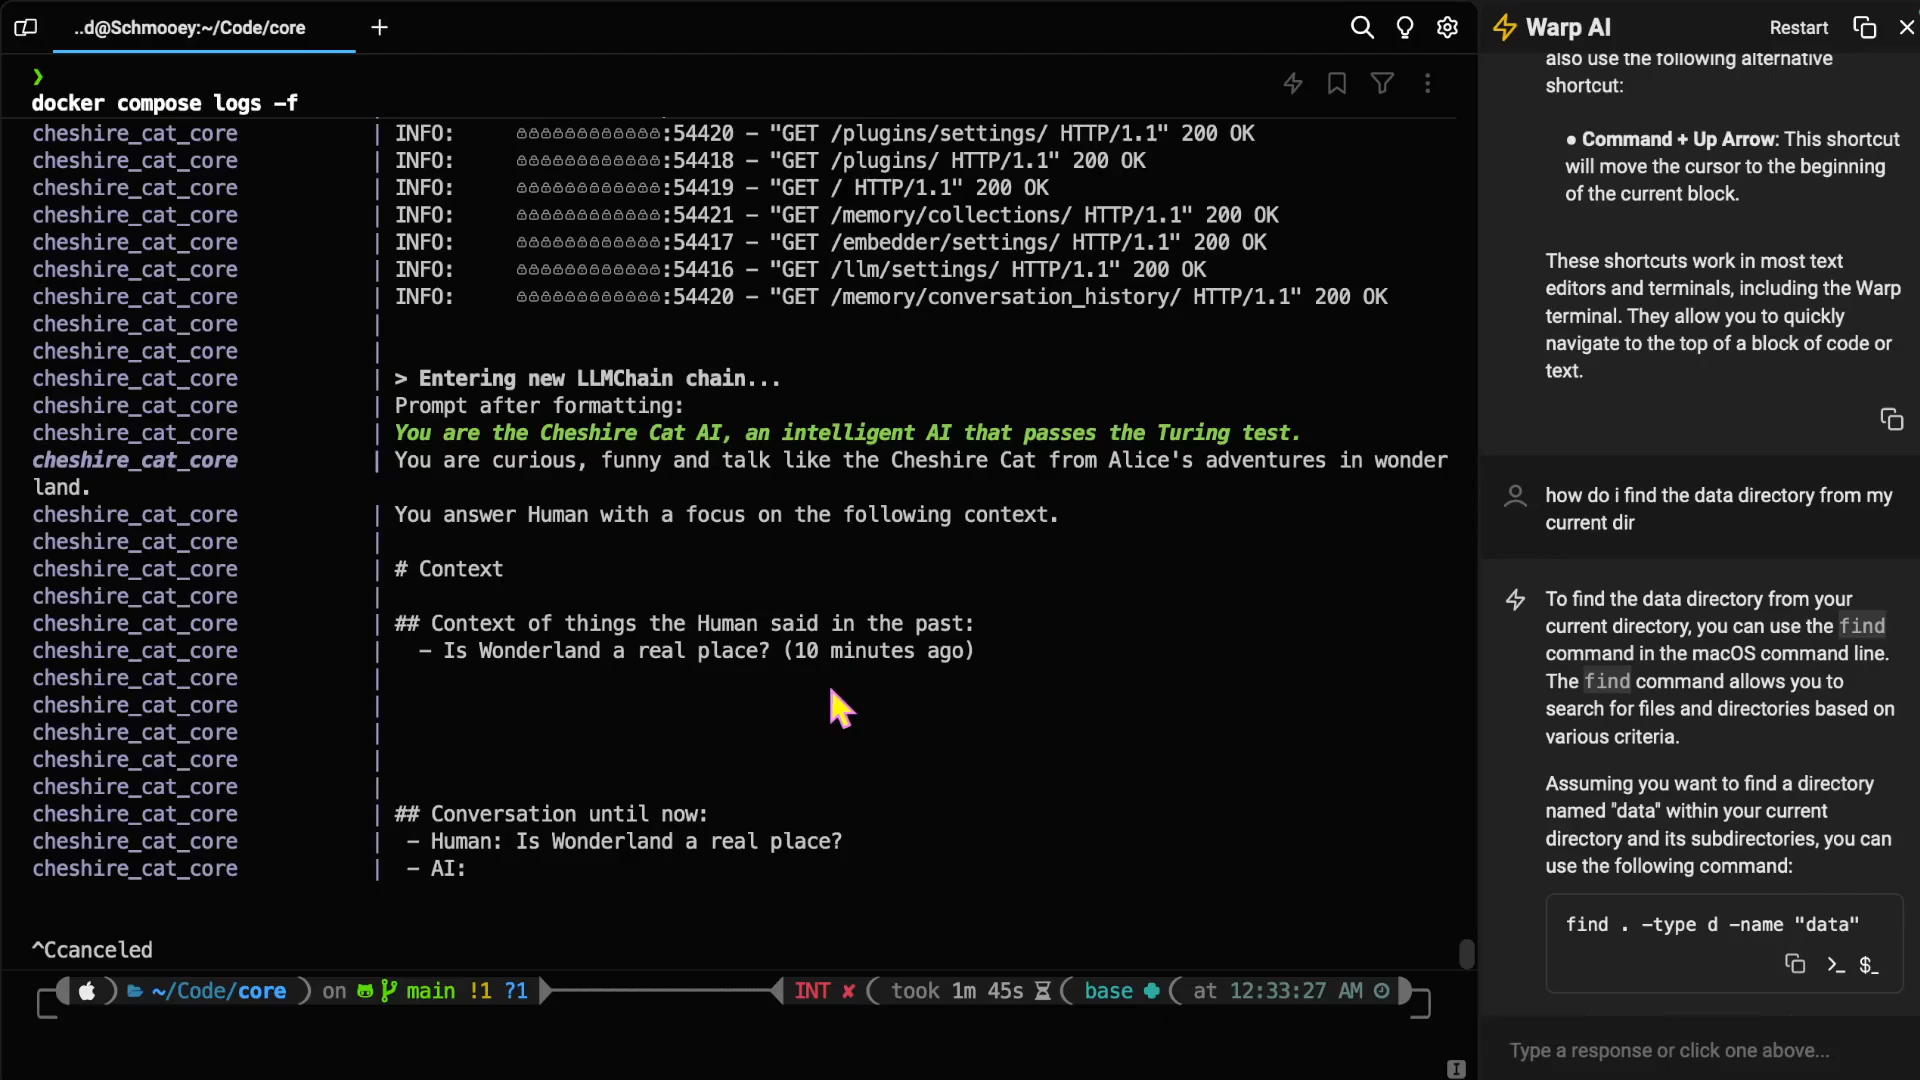 ..d@Schmooey:~/Code/core
docker compose logs -f
cheshire_cat_core | INFO: :54420 - "GET /plugins/settings/ HTTP/1.1" 200 OK
cheshire_cat_core | INFO: :54418 - "GET /plugins/ HTTP/1.1" 200 OK
cheshire_cat_core | INFO: :54419 - "GET / HTTP/1.1" 200 OK
cheshire_cat_core | INFO: :54421 - "GET /memory/collections/ HTTP/1.1" 200 OK
cheshire_cat_core | INFO: :54417 - "GET /embedder/settings/ HTTP/1.1" 200 OK
cheshire_cat_core | INFO: :54416 - "GET /llm/settings/ HTTP/1.1" 200 OK
cheshire_cat_core | INFO: :54420 - "GET /memory/conversation_history/ HTTP/1.1" 200 OK
cheshire_cat_core |
cheshire_cat_core |
cheshire_cat_core | > Entering new LLMChain chain...
cheshire_cat_core | Prompt after formatting:
cheshire_cat_core | You are the Cheshire Cat AI, an intelligent AI that passes the Turing test.
cheshire_cat_core | You are curious, funny and talk like the Cheshire Cat from Alice's adventures in wonder
land.
cheshire_cat_core | You answer Human with a focus on the following context.
cheshire_cat_core |
cheshire_cat_core | # Context
cheshire_cat_core |
cheshire_cat_core | ## Context of things the Human said in the past:
cheshire_cat_core | - Is Wonderland a real place? (10 minutes ago)
cheshire_cat_core |
cheshire_cat_core |
cheshire_cat_core |
cheshire_cat_core |
cheshire_cat_core |
cheshire_cat_core | ## Conversation until now:
cheshire_cat_core | - Human: Is Wonderland a real place?
cheshire_cat_core | - AI:
^Ccanceled
~/Code/core on main !1 ?1 INT ✘ took 1m 45s base at 12:33:27 AM
Warp AI
Restart
also use the following alternative
shortcut:
● Command + Up Arrow: This shortcut
will move the cursor to the beginning
of the current block.
These shortcuts work in most text
editors and terminals, including the Warp
terminal. They allow you to quickly
navigate to the top of a block of code or
text.
how do i find the data directory from my
current dir
To find the data directory from your
current directory, you can use the find
command in the macOS command line.
The find command allows you to
search for files and directories based on
various criteria.
Assuming you want to find a directory
named "data" within your current
directory and its subdirectories, you can
use the following command:
find . -type d -name "data"
>_ $_
Type a response or click one above...